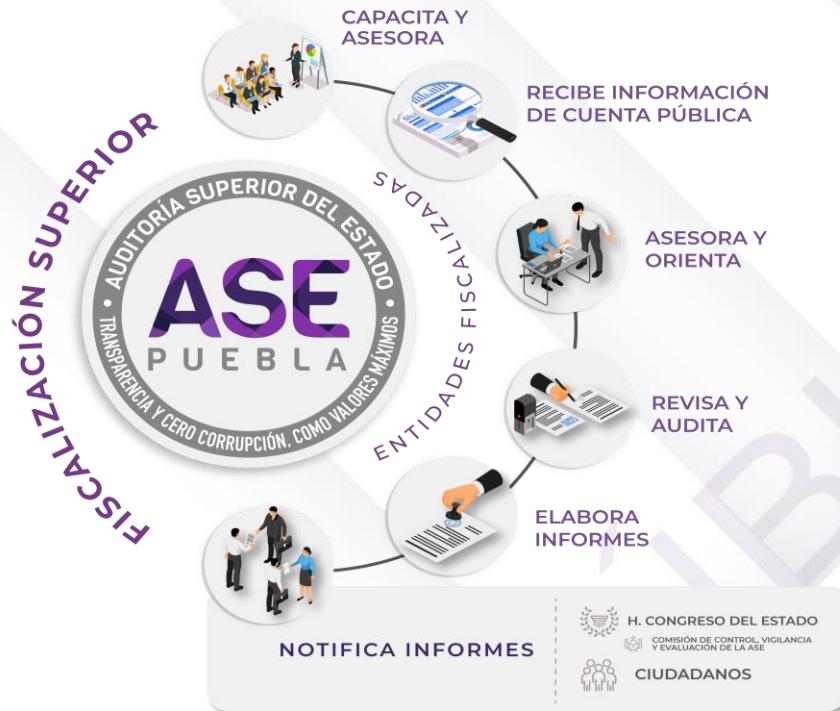 CAPACITA Y
ASESORA
RECIBE INFORMACIÓN
DE CUENTA PÚBLICA
FISCALIZACIÓN SUPERIOR
AUDITORÍA SUPERIOR DEL ESTADO
ASE
PUEBLA
TRANSPARENCIA Y CERO CORRUPCIÓN, COMO VALORES MÁXIMOS
ENTIDADES FISCALIZADAS
ASESORA Y
ORIENTA
REVISA Y
AUDITA
ELABORA
INFORMES
NOTIFICA INFORMES
H. CONGRESO DEL ESTADO
COMISIÓN DE CONTROL, VIGILANCIA
Y EVALUACIÓN DE LA ASE
CIUDADANOS